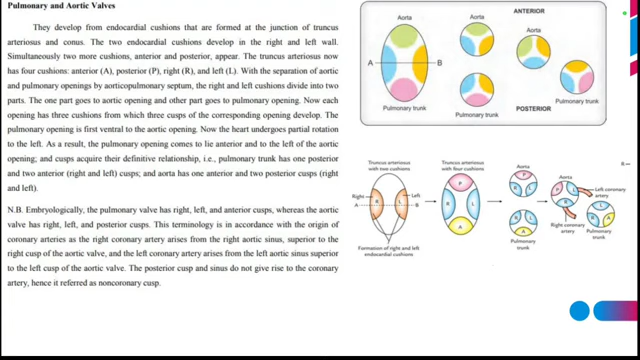 Pulmonary and Aortic Valves
They develop from endocardial cushions that are formed at the junction of truncus
arteriosus and conus. The two endocardial cushions develop in the right and left wall.
Simultaneously two more cushions, anterior and posterior, appear. The truncus arteriosus now
has four cushions: anterior (A), posterior (P), right (R), and left (L). With the separation of aortic
and pulmonary openings by aorticopulmonary septum, the right and left cushions divide into two
parts. The one part goes to aortic opening and other part goes to pulmonary opening. Now each
opening has three cushions from which three cusps of the corresponding opening develop. The
pulmonary opening is first ventral to the aortic opening. Now the heart undergoes partial rotation
to the left. As a result, the pulmonary opening comes to lie anterior and to the left of the aortic
opening; and cusps acquire their definitive relationship, i.e., pulmonary trunk has one posterior
and two anterior (right and left) cusps; and aorta has one anterior and two posterior cusps (right
and left).
N.B. Embryologically, the pulmonary valve has right, left, and anterior cusps, whereas the aortic
valve has right, left, and posterior cusps. This terminology is in accordance with the origin of
coronary arteries as the right coronary artery arises from the right aortic sinus, superior to the
right cusp of the aortic valve, and the left coronary artery arises from the left aortic sinus superior
to the left cusp of the aortic valve. The posterior cusp and sinus do not give rise to the coronary
artery, hence it referred as noncoronary cusp.
Aorta
Aorta
ANTERIOR
Aorta
A
B
Pulmonary trunk
Pulmonary trunk
POSTERIOR
Pulmonary trunk
Truncus arteriosus
with two cushions
Truncus arteriosus
with four cushions
Aorta
Aorta
Right
Left
A
B
R
L
P
R
L
A
P
R
L
R
L
A
Pulmonary
trunk
P
L
R
Left coronary
artery
Right coronary
artery
L
R
A
Pulmonary
trunk
Formation of right and left
endocardial cushions
R